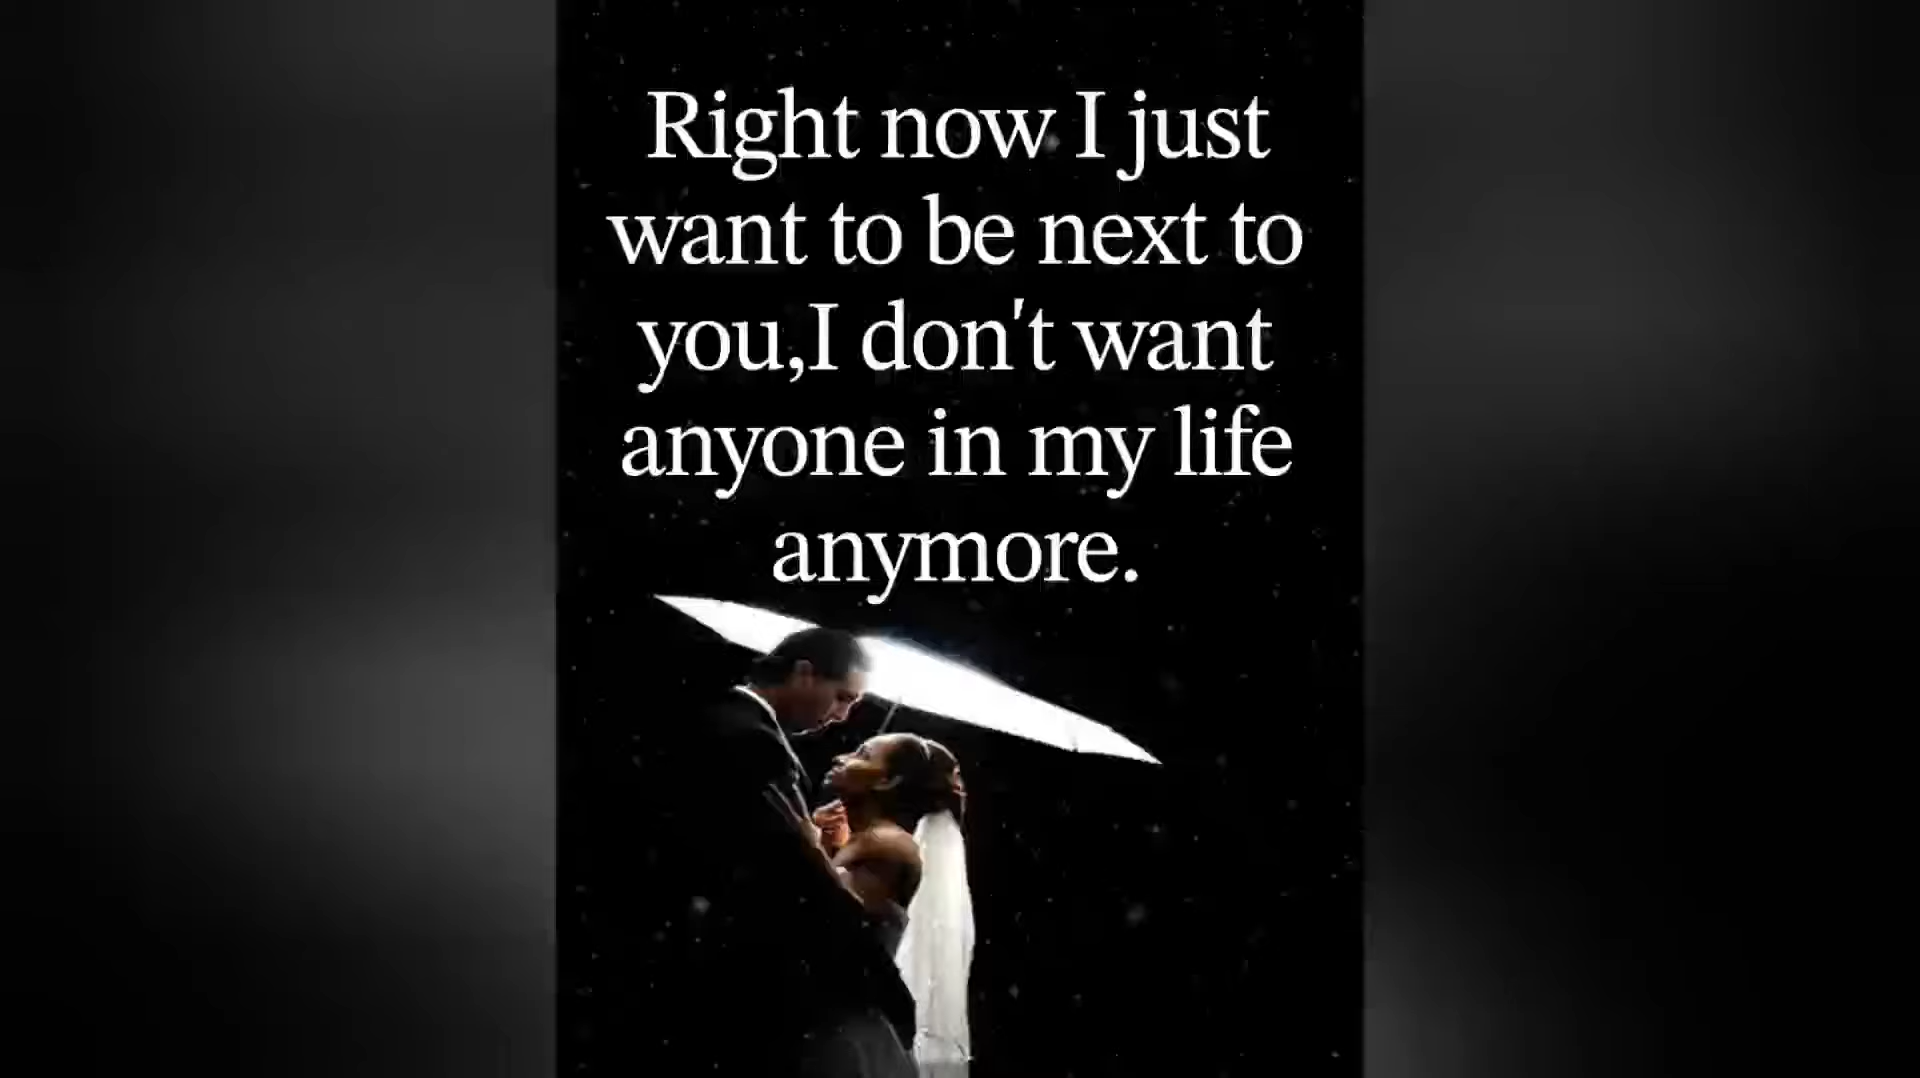 Right now I just
want to be next to
you,I don't want
anyone in my life
anymore.